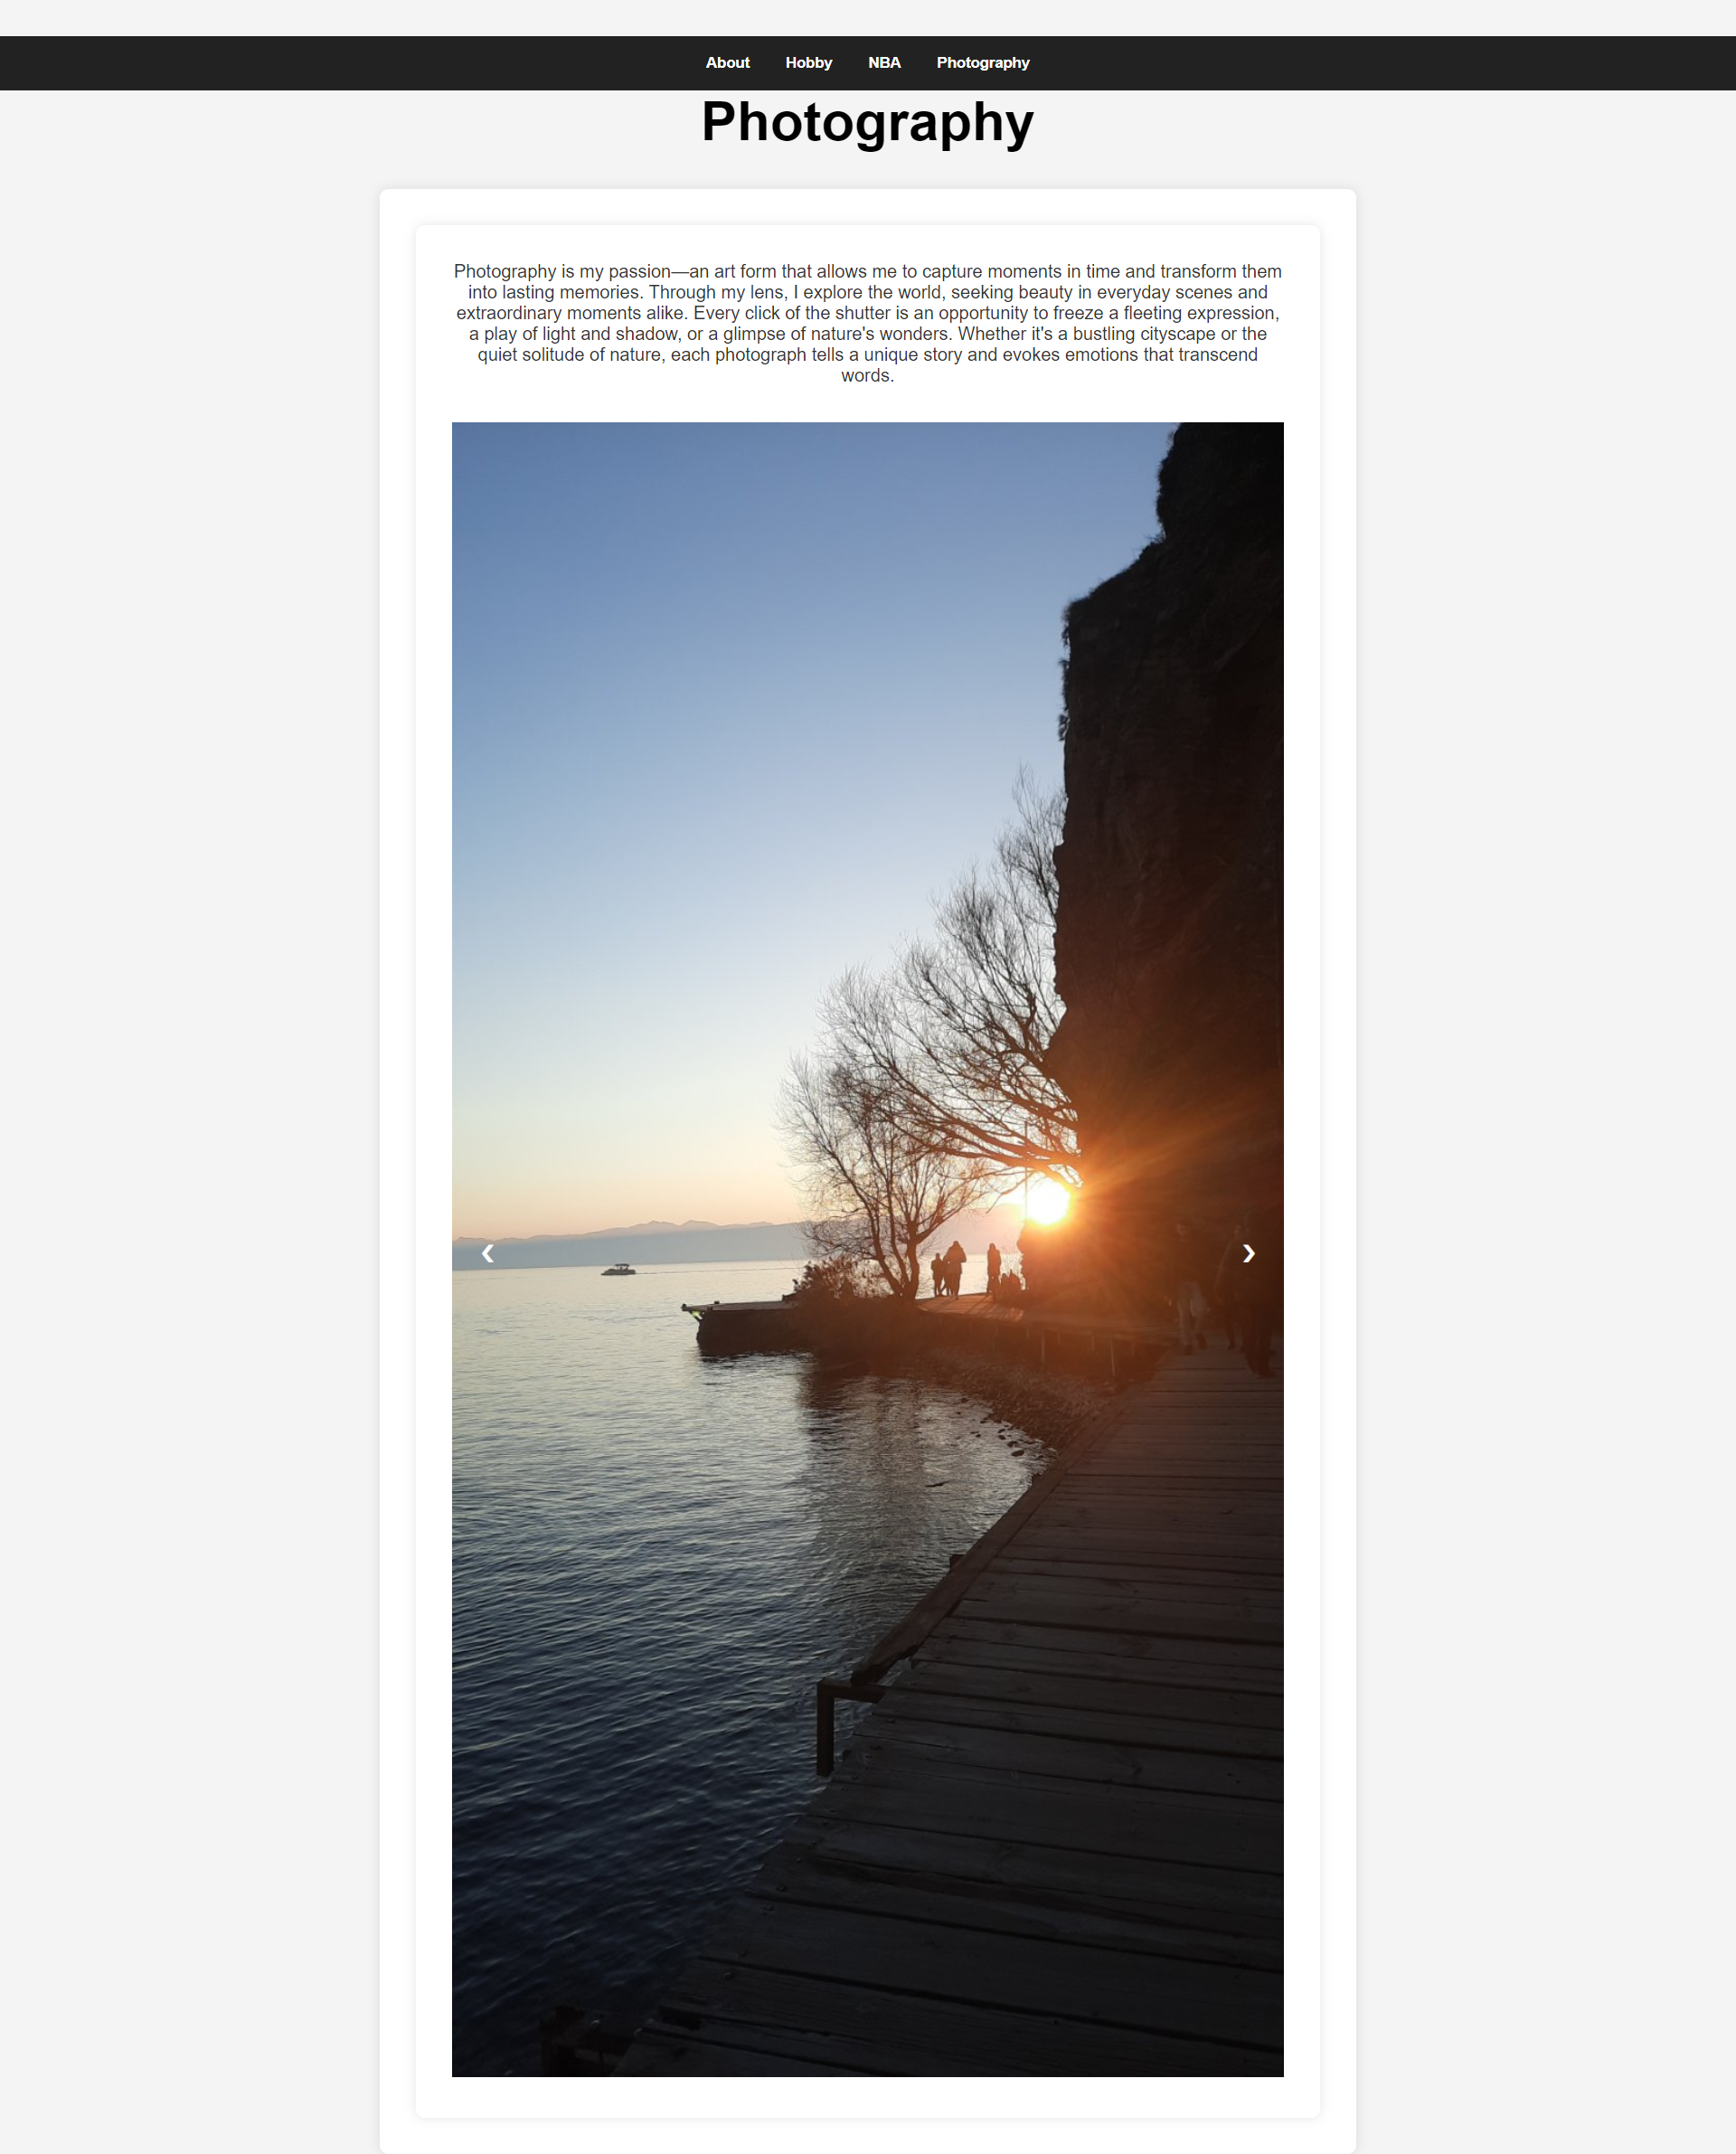 About Hobby NBA Photography
Photography
Photography is my passion—an art form that allows me to capture moments in time and transform them
into lasting memories. Through my lens, I explore the world, seeking beauty in everyday scenes and
extraordinary moments alike. Every click of the shutter is an opportunity to freeze a fleeting expression,
a play of light and shadow, or a glimpse of nature's wonders. Whether it's a bustling cityscape or the
quiet solitude of nature, each photograph tells a unique story and evokes emotions that transcend
words.